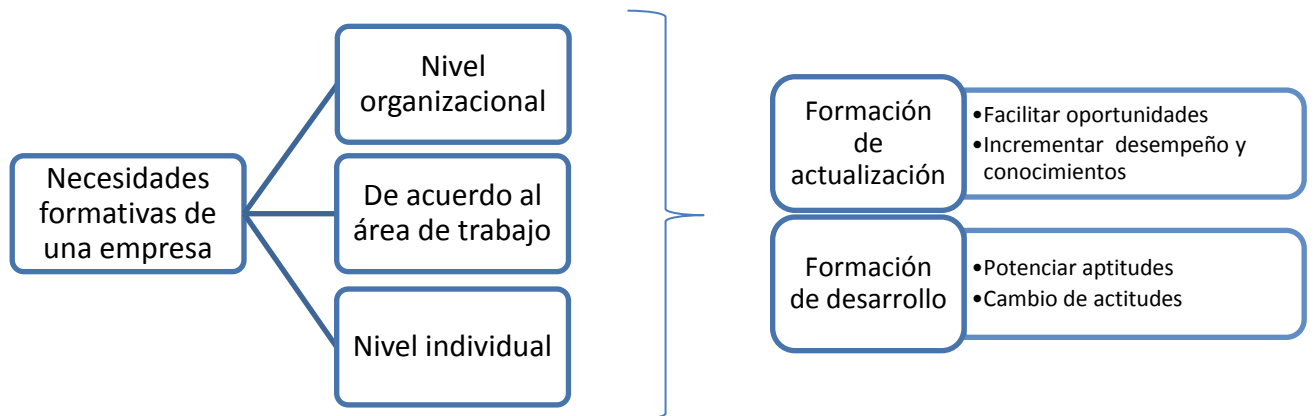 Necesidades
formativas de
una empresa
Nivel
organizacional
De acuerdo al
área de trabajo
Nivel individual
Formación
de
actualización
•Facilitar oportunidades
•Incrementar desempeño y
conocimientos
Formación
de desarrollo
•Potenciar aptitudes
•Cambio de actitudes